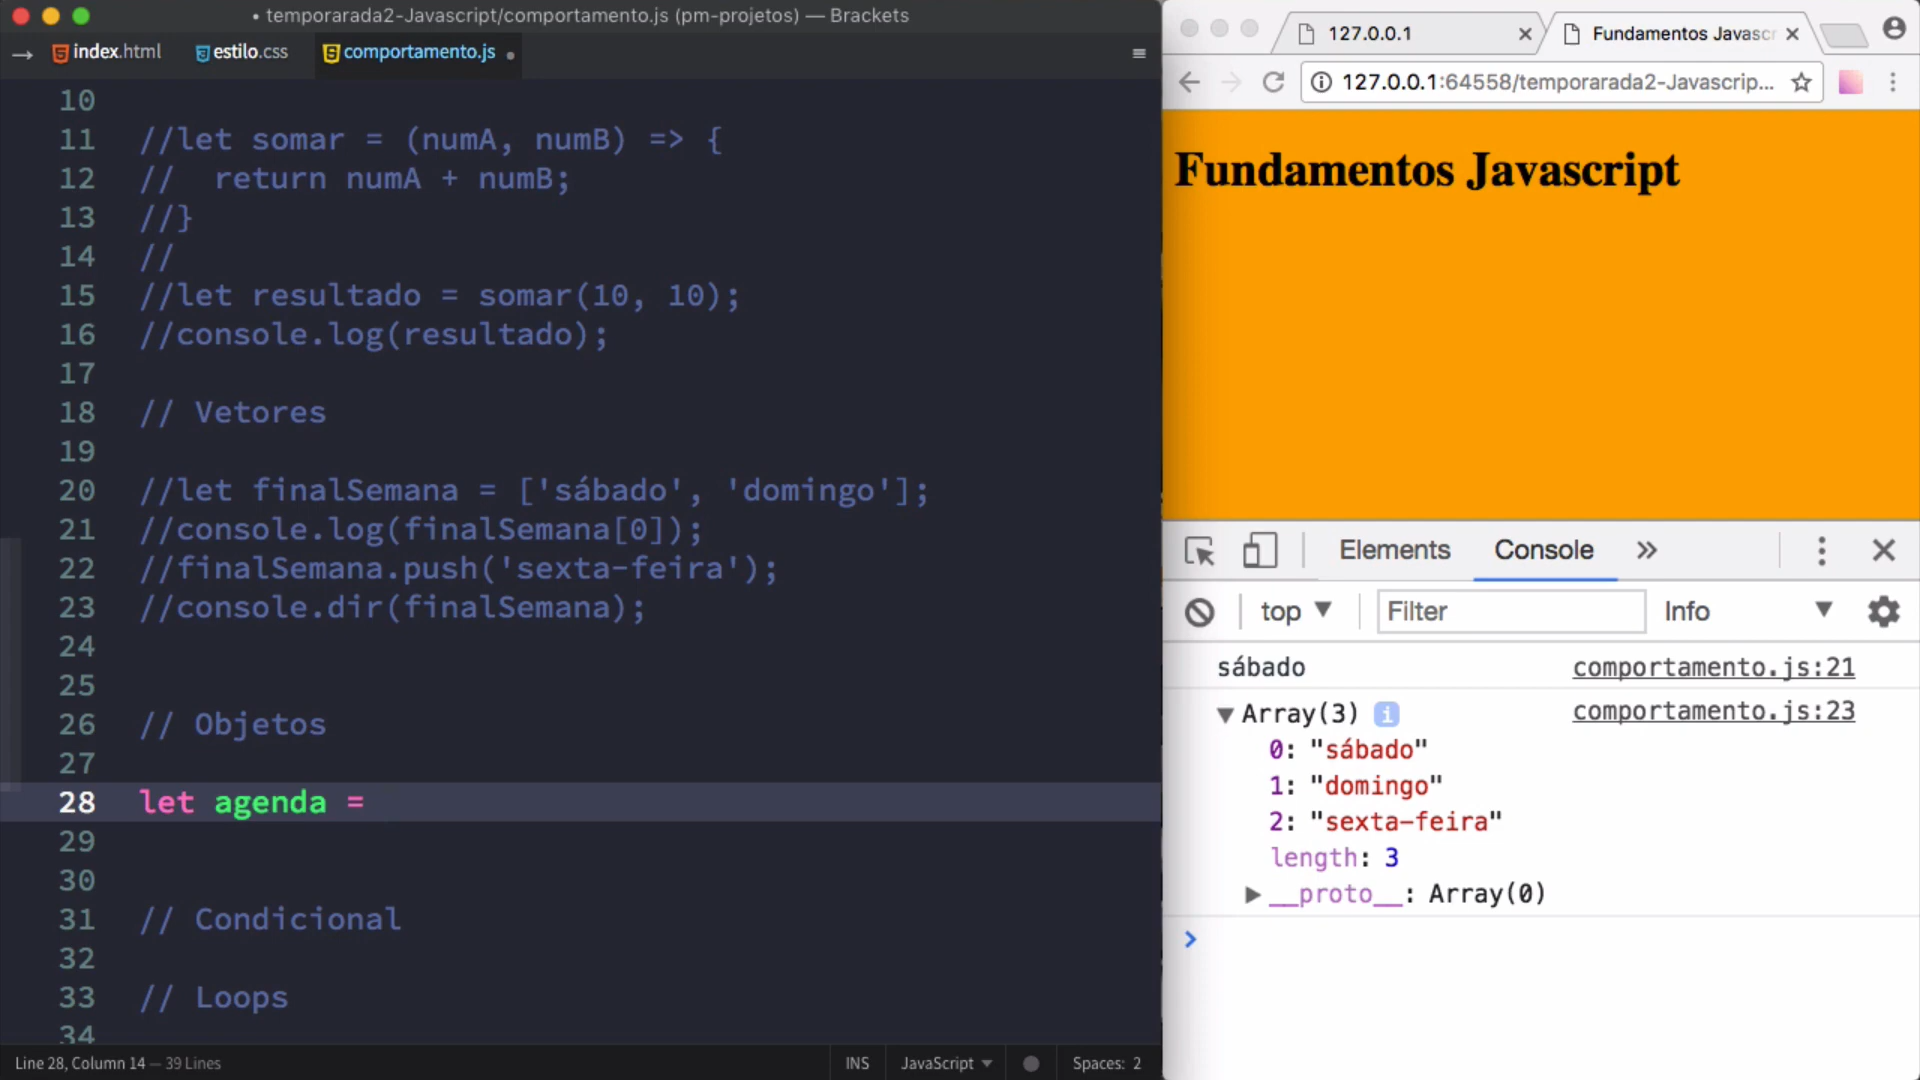 • temporarada2-Javascript/comportamento.js (pm-projetos) — Brackets
index.html
estilo.css
comportamento.js
10
11 //let somar = (numA, numB) => {
12 //  return numA + numB;
13 //}
14 //
15 //let resultado = somar(10, 10);
16 //console.log(resultado);
17
18 // Vetores
19
20 //let finalSemana = ['sábado', 'domingo'];
21 //console.log(finalSemana[0]);
22 //finalSemana.push('sexta-feira');
23 //console.dir(finalSemana);
24
25
26 // Objetos
27
28 let agenda =
29
30
31 // Condicional
32
33 // Loops
34
Line 28, Column 14 — 39 Lines
INS
JavaScript
Spaces: 2
127.0.0.1
Fundamentos Javascr
127.0.0.1:64558/temporarada2-Javascrip...
Fundamentos Javascript
Elements
Console
top
Filter
Info
sábado comportamento.js:21
Array(3) i comportamento.js:23
0: "sábado"
1: "domingo"
2: "sexta-feira"
length: 3
__proto__: Array(0)